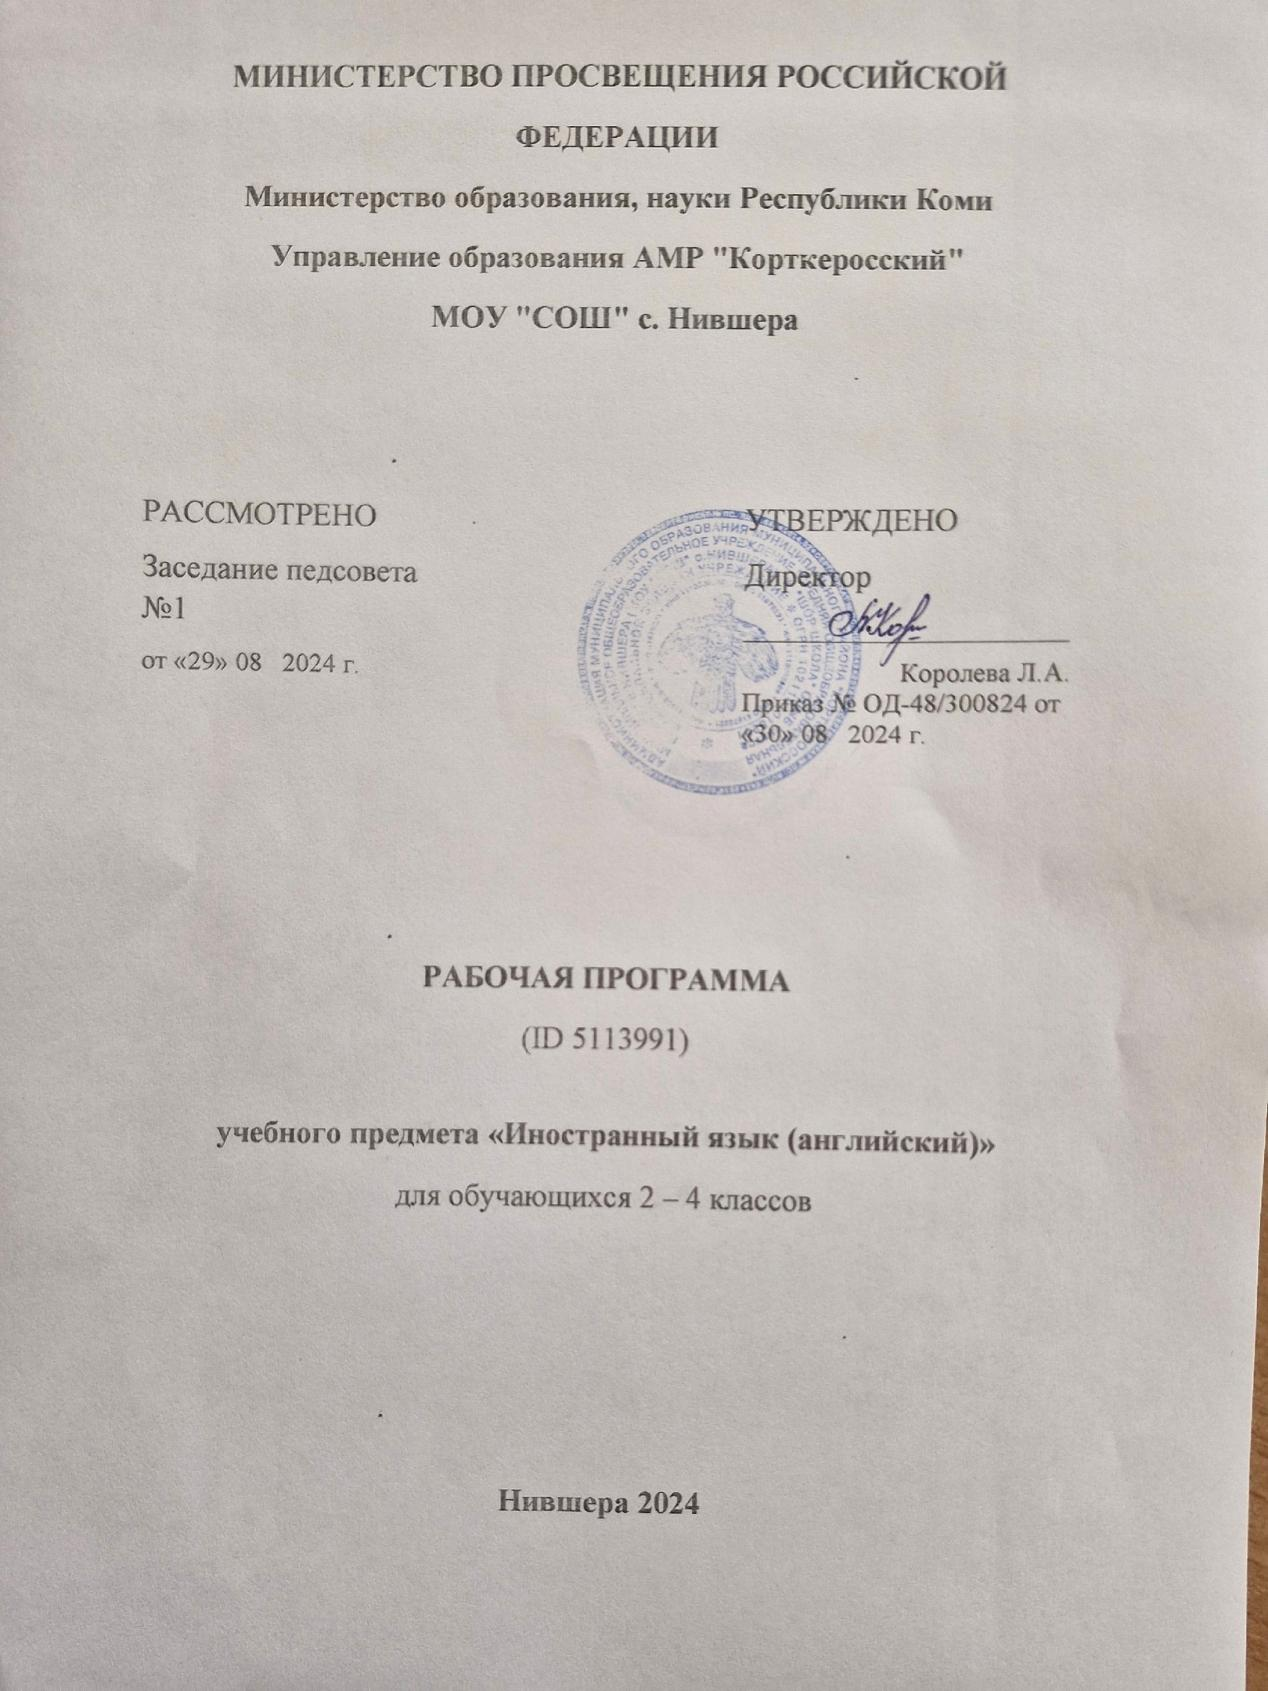 МИНИСТЕРСТВО ПРОСВЕЩЕНИЯ РОССИЙСКОЙ
ФЕДЕРАЦИИ
Министерство образования, науки Республики Коми
Управление образования АМР "Корткеросский"
МОУ "СОШ" с. Нившера
РАССМОТРЕНО
Заседание педсовета
№1
от «29» 08 2024 г.
УТВЕРЖДЕНО
Директор
Королева Л.А.
Приказ № ОД-48/300824 от
«30» 08 2024 г.
РАБОЧАЯ ПРОГРАММА
(ID 5113991)
учебного предмета «Иностранный язык (английский)»
для обучающихся 2 – 4 классов
Нившера 2024